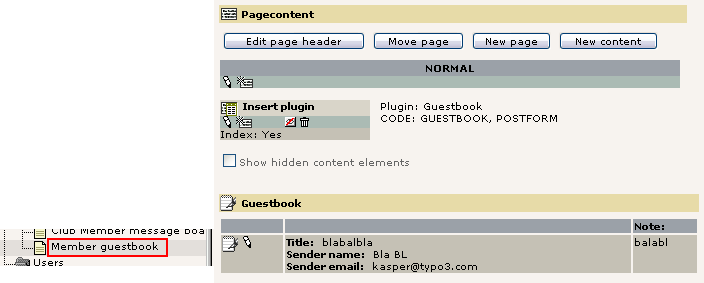 Pagecontent
Edit page header Move page New page New content
NORMAL
Insert plugin
Index: Yes
Plugin: Guestbook
CODE: GUESTBOOK, POSTFORM
Show hidden content elements
Guestbook
Note:
Title: blabalbla balabl
Sender name: Bla BL
Sender email: kasper@typo3.com
Club Member message boa
Member guestbook
Users